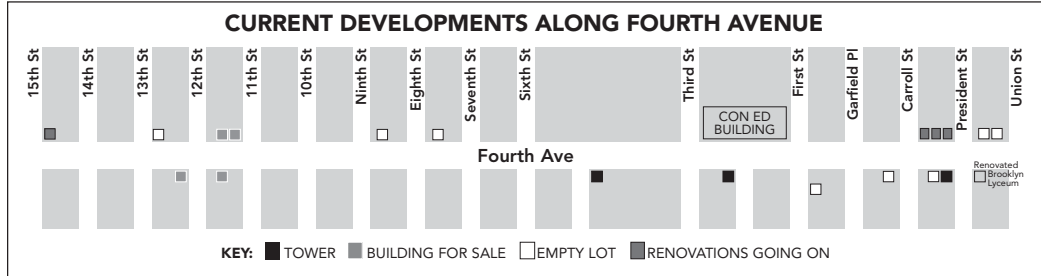 CURRENT DEVELOPMENTS ALONG FOURTH AVENUE
15th St
14th St
13th St
12th St
11th St
10th St
Ninth St
Eighth St
Seventh St
Sixth St
Third St
First St
Garfield Pl
Carroll St
President St
Union St
CON ED
BUILDING
Fourth Ave
Renovated
Brooklyn
Lyceum
KEY: TOWER BUILDING FOR SALE EMPTY LOT RENOVATIONS GOING ON